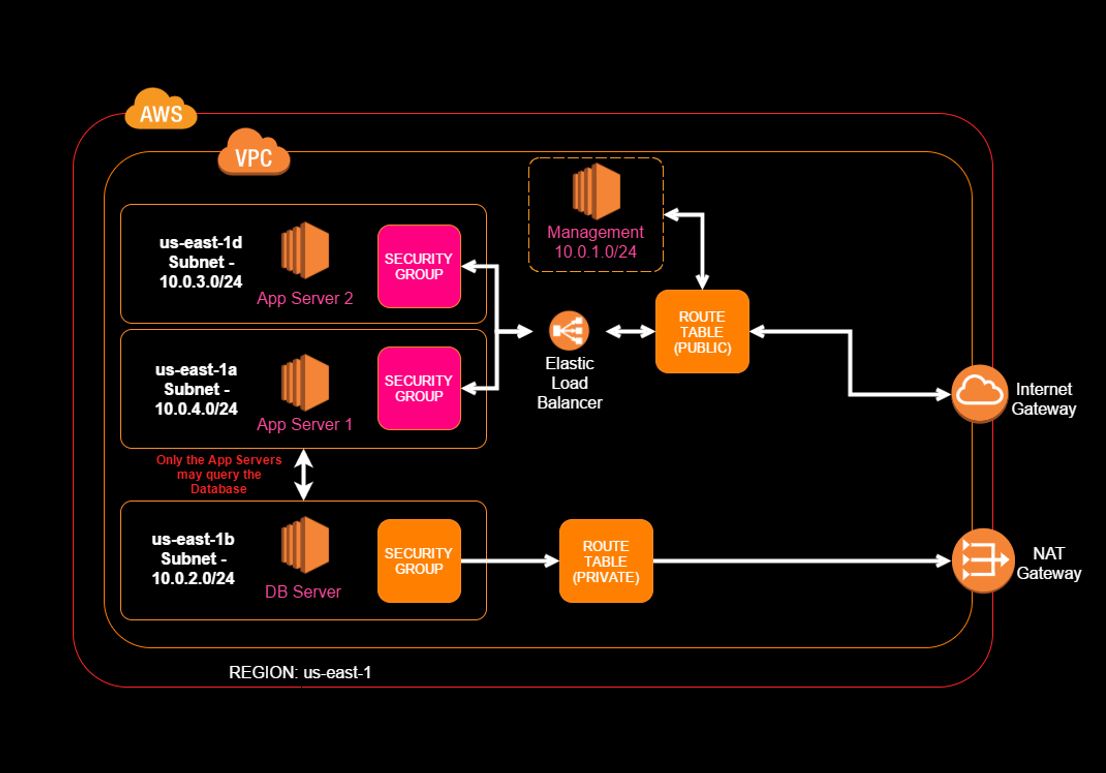 AWS
VPC
us-east-1d
Subnet -
10.0.3.0/24
App Server 2
SECURITY
GROUP
Management
10.0.1.0/24
us-east-1a
Subnet -
10.0.4.0/24
App Server 1
SECURITY
GROUP
Elastic
Load
Balancer
ROUTE
TABLE
(PUBLIC)
Internet
Gateway
Only the App Servers
may query the
Database
us-east-1b
Subnet -
10.0.2.0/24
DB Server
SECURITY
GROUP
ROUTE
TABLE
(PRIVATE)
NAT
Gateway
REGION: us-east-1